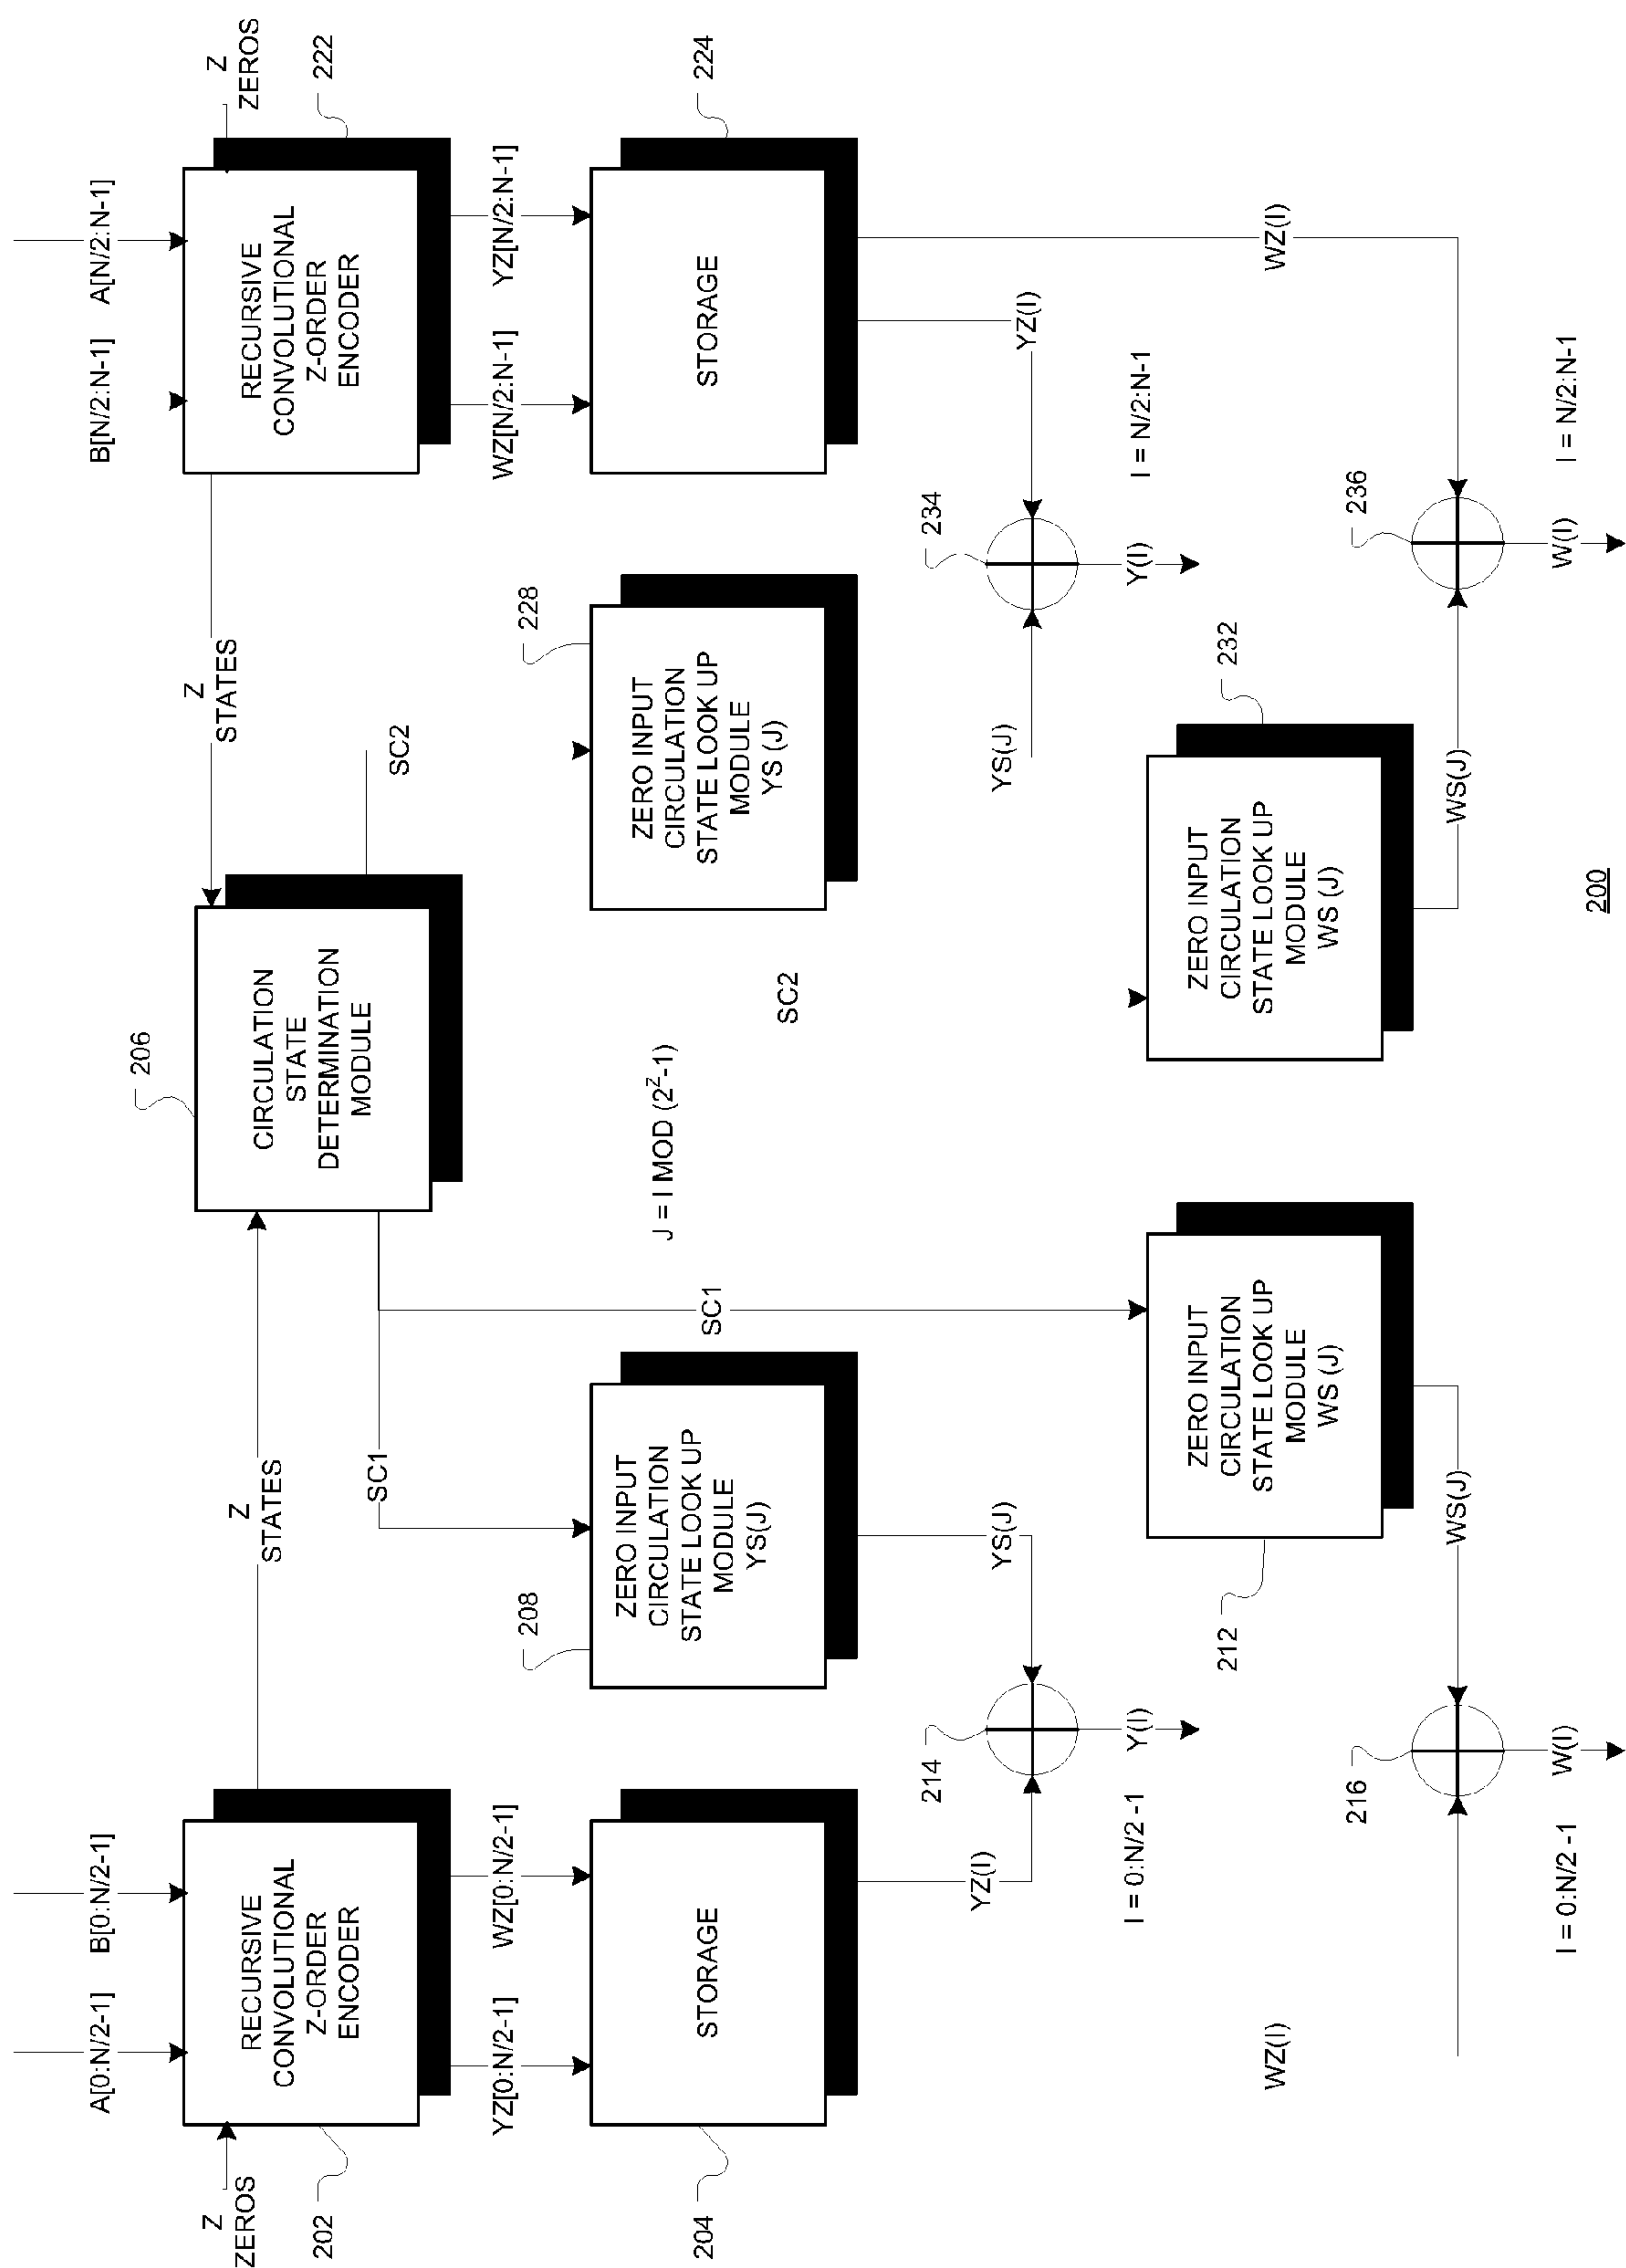 A[0:N/2-1]
B[0:N/2-1]
B[N/2:N-1]
A[N/2:N-1]
Z
ZEROS
202
RECURSIVE
CONVOLUTIONAL
Z-ORDER
ENCODER
Z
STATES
206
CIRCULATION
STATE
DETERMINATION
MODULE
Z
STATES
RECURSIVE
CONVOLUTIONAL
Z-ORDER
ENCODER
Z
ZEROS
222
YZ[0:N/2-1]
WZ[0:N/2-1]
SC1
SC2
WZ[N/2:N-1]
YZ[N/2:N-1]
204
STORAGE
208
ZERO INPUT
CIRCULATION
STATE LOOK UP
MODULE
YS(J)
J = I MOD (2^Z-1)
SC1
SC2
228
ZERO INPUT
CIRCULATION
STATE LOOK UP
MODULE
YS (J)
STORAGE
224
YZ(I)
214
YS(J)
Y(I)
I = 0:N/2 -1
YS(J)
234
YZ(I)
Y(I)
I = N/2:N-1
WZ(I)
212
ZERO INPUT
CIRCULATION
STATE LOOK UP
MODULE
WS (J)
ZERO INPUT
CIRCULATION
STATE LOOK UP
MODULE
WS (J)
232
WZ(I)
216
WS(J)
W(I)
I = 0:N/2 -1
WS(J)
236
W(I)
I = N/2:N-1
200